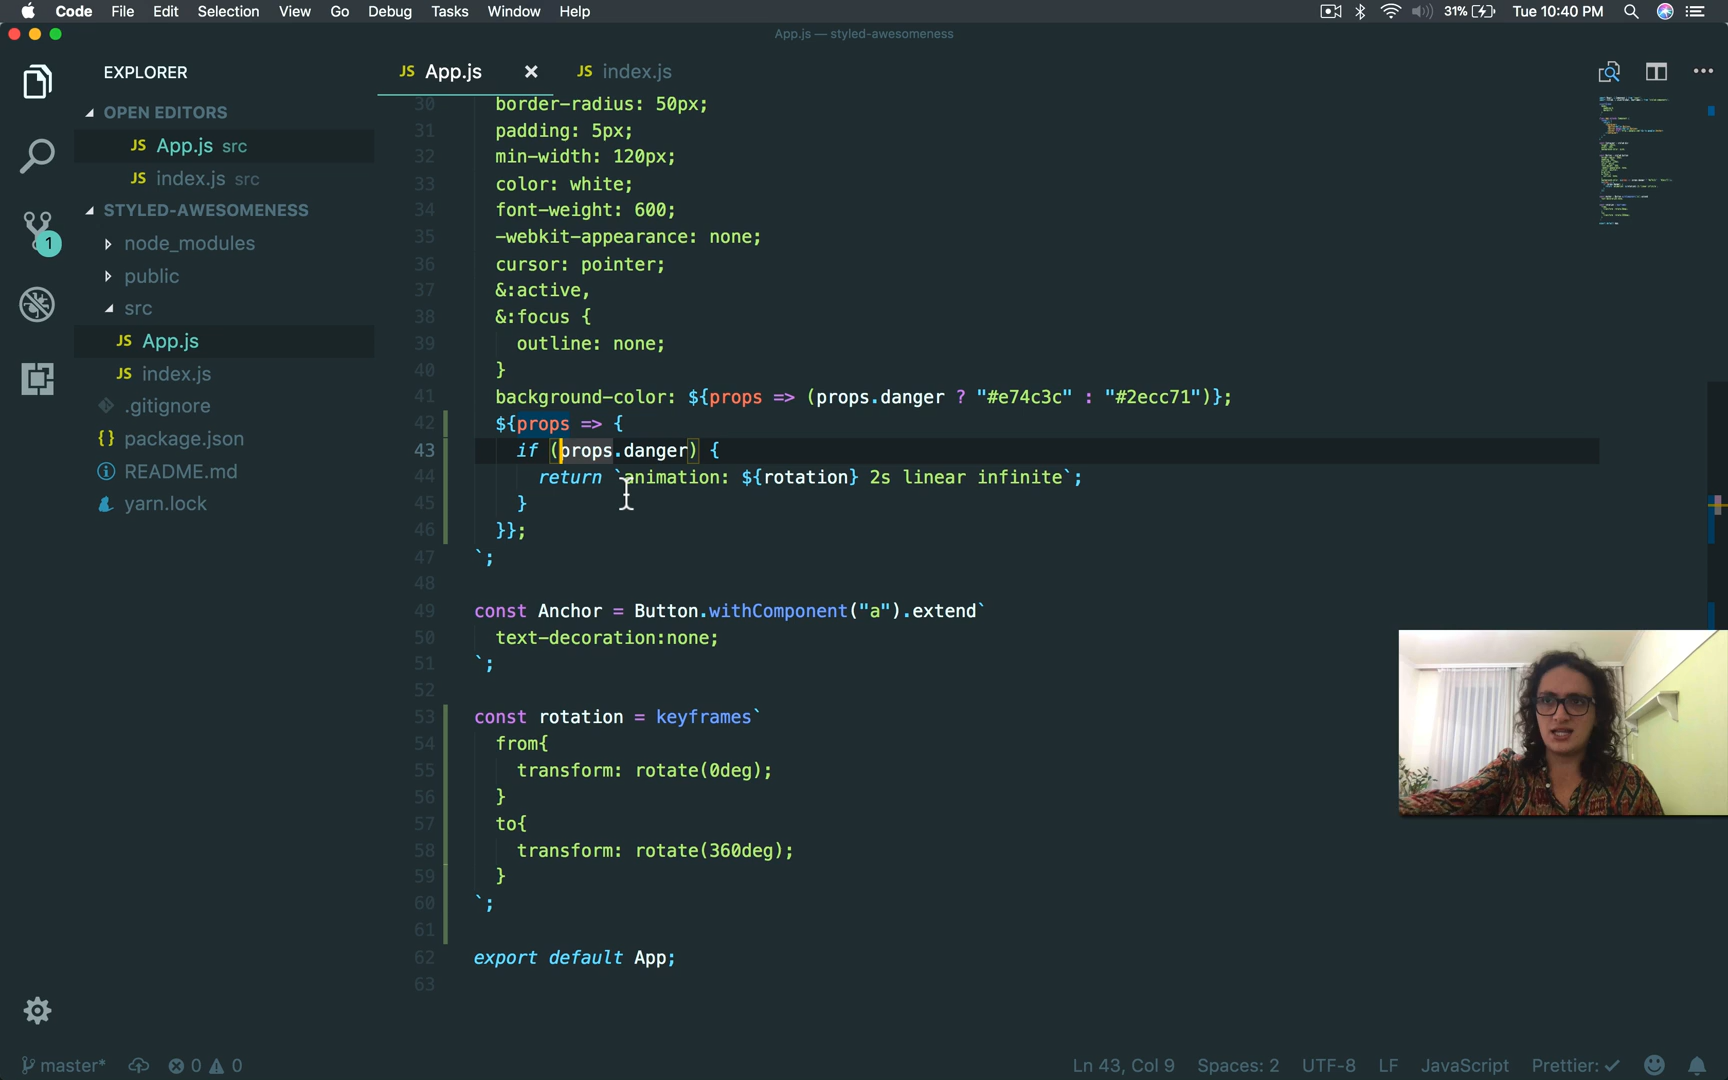 Code File Edit Selection View Go Debug Tasks Window Help 31% Tue 10:40 PM
App.js — styled-awesomeness
EXPLORER
OPEN EDITORS
JS App.js src
JS index.js src
STYLED-AWESOMENESS
node_modules
public
src
JS App.js
JS index.js
.gitignore
{} package.json
README.md
yarn.lock
1
JS App.js JS index.js
30 border-radius: 50px;
31 padding: 5px;
32 min-width: 120px;
33 color: white;
34 font-weight: 600;
35 -webkit-appearance: none;
36 cursor: pointer;
37 &:active,
38 &:focus {
39 outline: none;
40 }
41 background-color: ${props => (props.danger ? "#e74c3c" : "#2ecc71")};
42 ${props => {
43 if (props.danger) {
44 return `animation: ${rotation} 2s linear infinite`;
45 }
46 }};
47 `;
48
49 const Anchor = Button.withComponent("a").extend`
50 text-decoration:none;
51 `;
52
53 const rotation = keyframes`
54 from{
55 transform: rotate(0deg);
56 }
57 to{
58 transform: rotate(360deg);
59 }
60 `;
61
62 export default App;
63
master* 0 0 Ln 43, Col 9 Spaces: 2 UTF-8 LF JavaScript Prettier: ✓